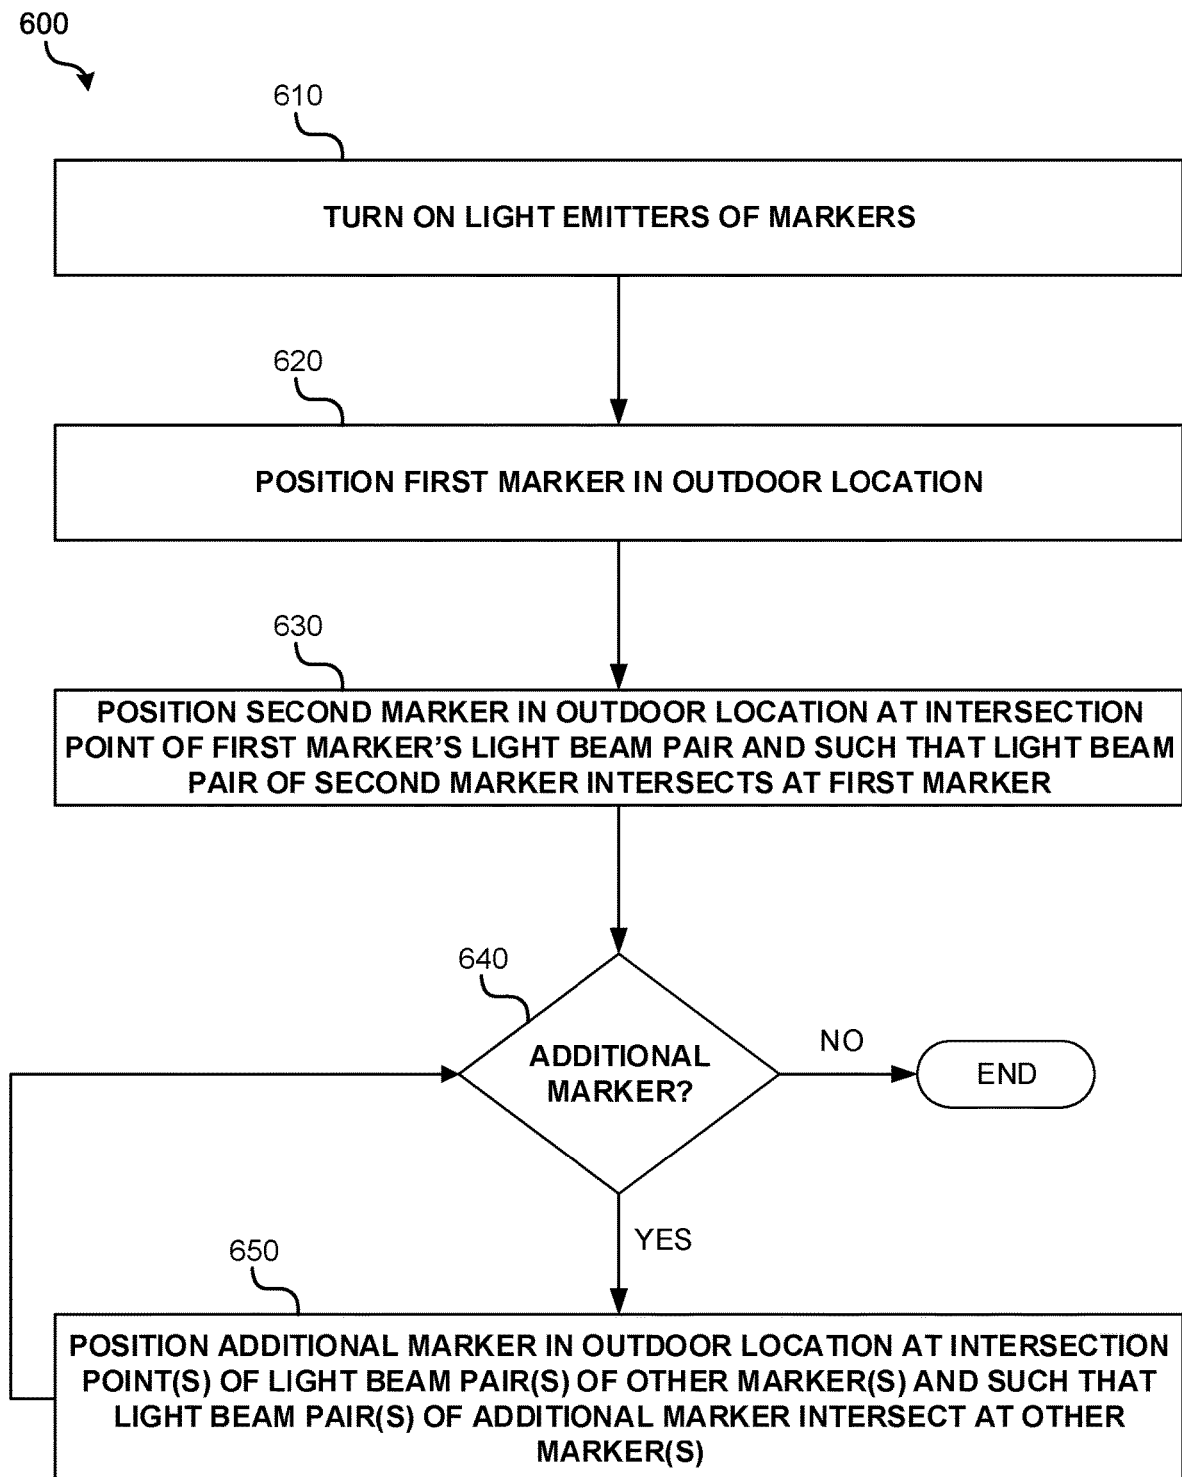 600
610
TURN ON LIGHT EMITTERS OF MARKERS
620
POSITION FIRST MARKER IN OUTDOOR LOCATION
630
POSITION SECOND MARKER IN OUTDOOR LOCATION AT INTERSECTION
POINT OF FIRST MARKER’S LIGHT BEAM PAIR AND SUCH THAT LIGHT BEAM
PAIR OF SECOND MARKER INTERSECTS AT FIRST MARKER
640
ADDITIONAL
MARKER?
NO
END
YES
650
POSITION ADDITIONAL MARKER IN OUTDOOR LOCATION AT INTERSECTION
POINT(S) OF LIGHT BEAM PAIR(S) OF OTHER MARKER(S) AND SUCH THAT
LIGHT BEAM PAIR(S) OF ADDITIONAL MARKER INTERSECT AT OTHER
MARKER(S)